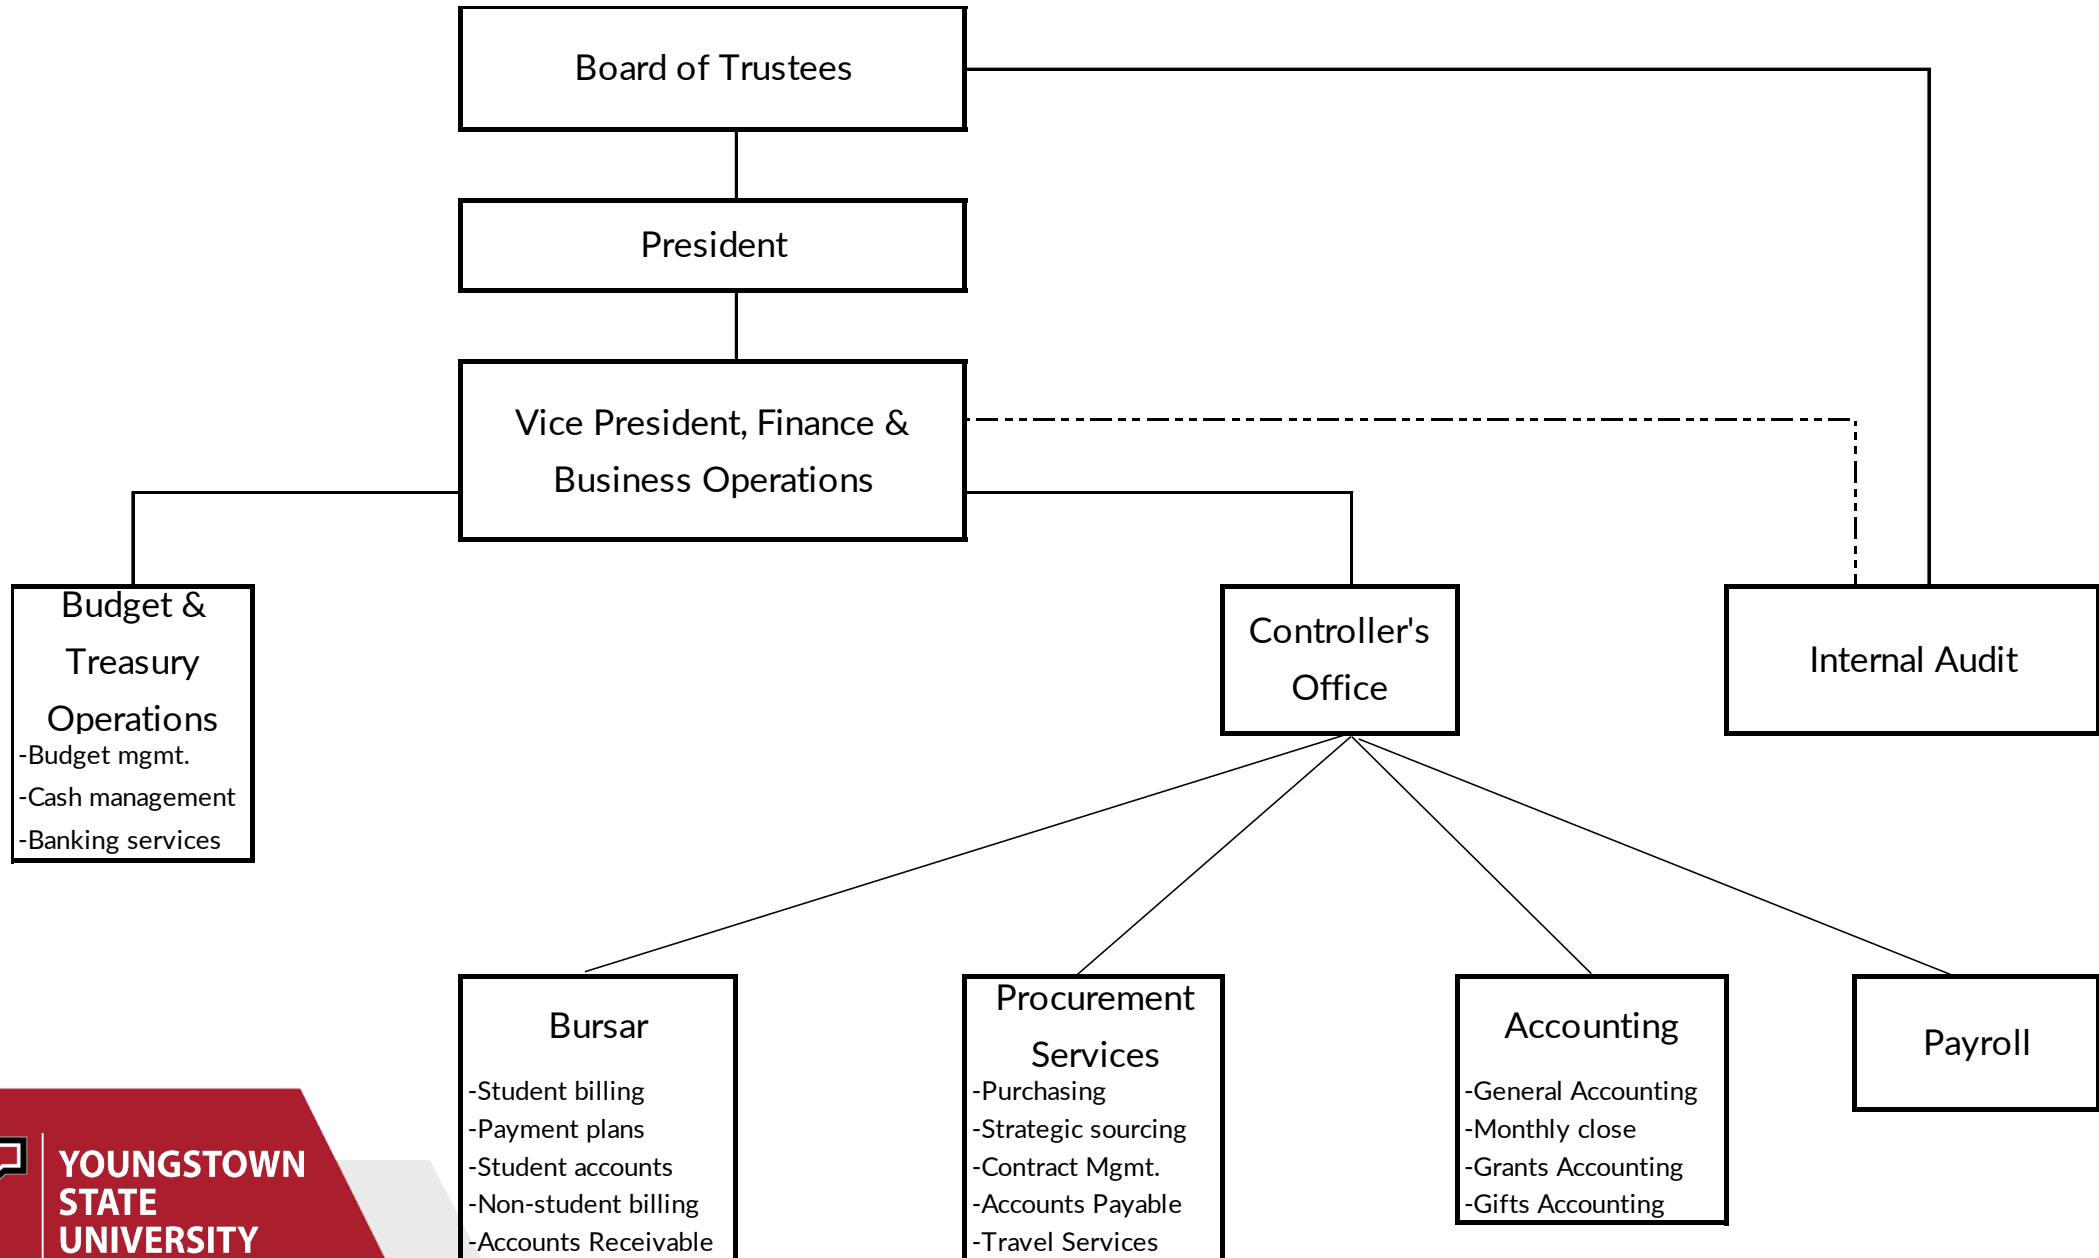 Board of Trustees
President
Vice President, Finance &
Business Operations
Budget &
Treasury
Operations
-Budget mgmt.
-Cash management
-Banking services
Controller's
Office
Internal Audit
Bursar
-Student billing
-Payment plans
-Student accounts
-Non-student billing
-Accounts Receivable
Procurement
Services
-Purchasing
-Strategic sourcing
-Contract Mgmt.
-Accounts Payable
-Travel Services
Accounting
-General Accounting
-Monthly close
-Grants Accounting
-Gifts Accounting
Payroll
YOUNGSTOWN
STATE
UNIVERSITY